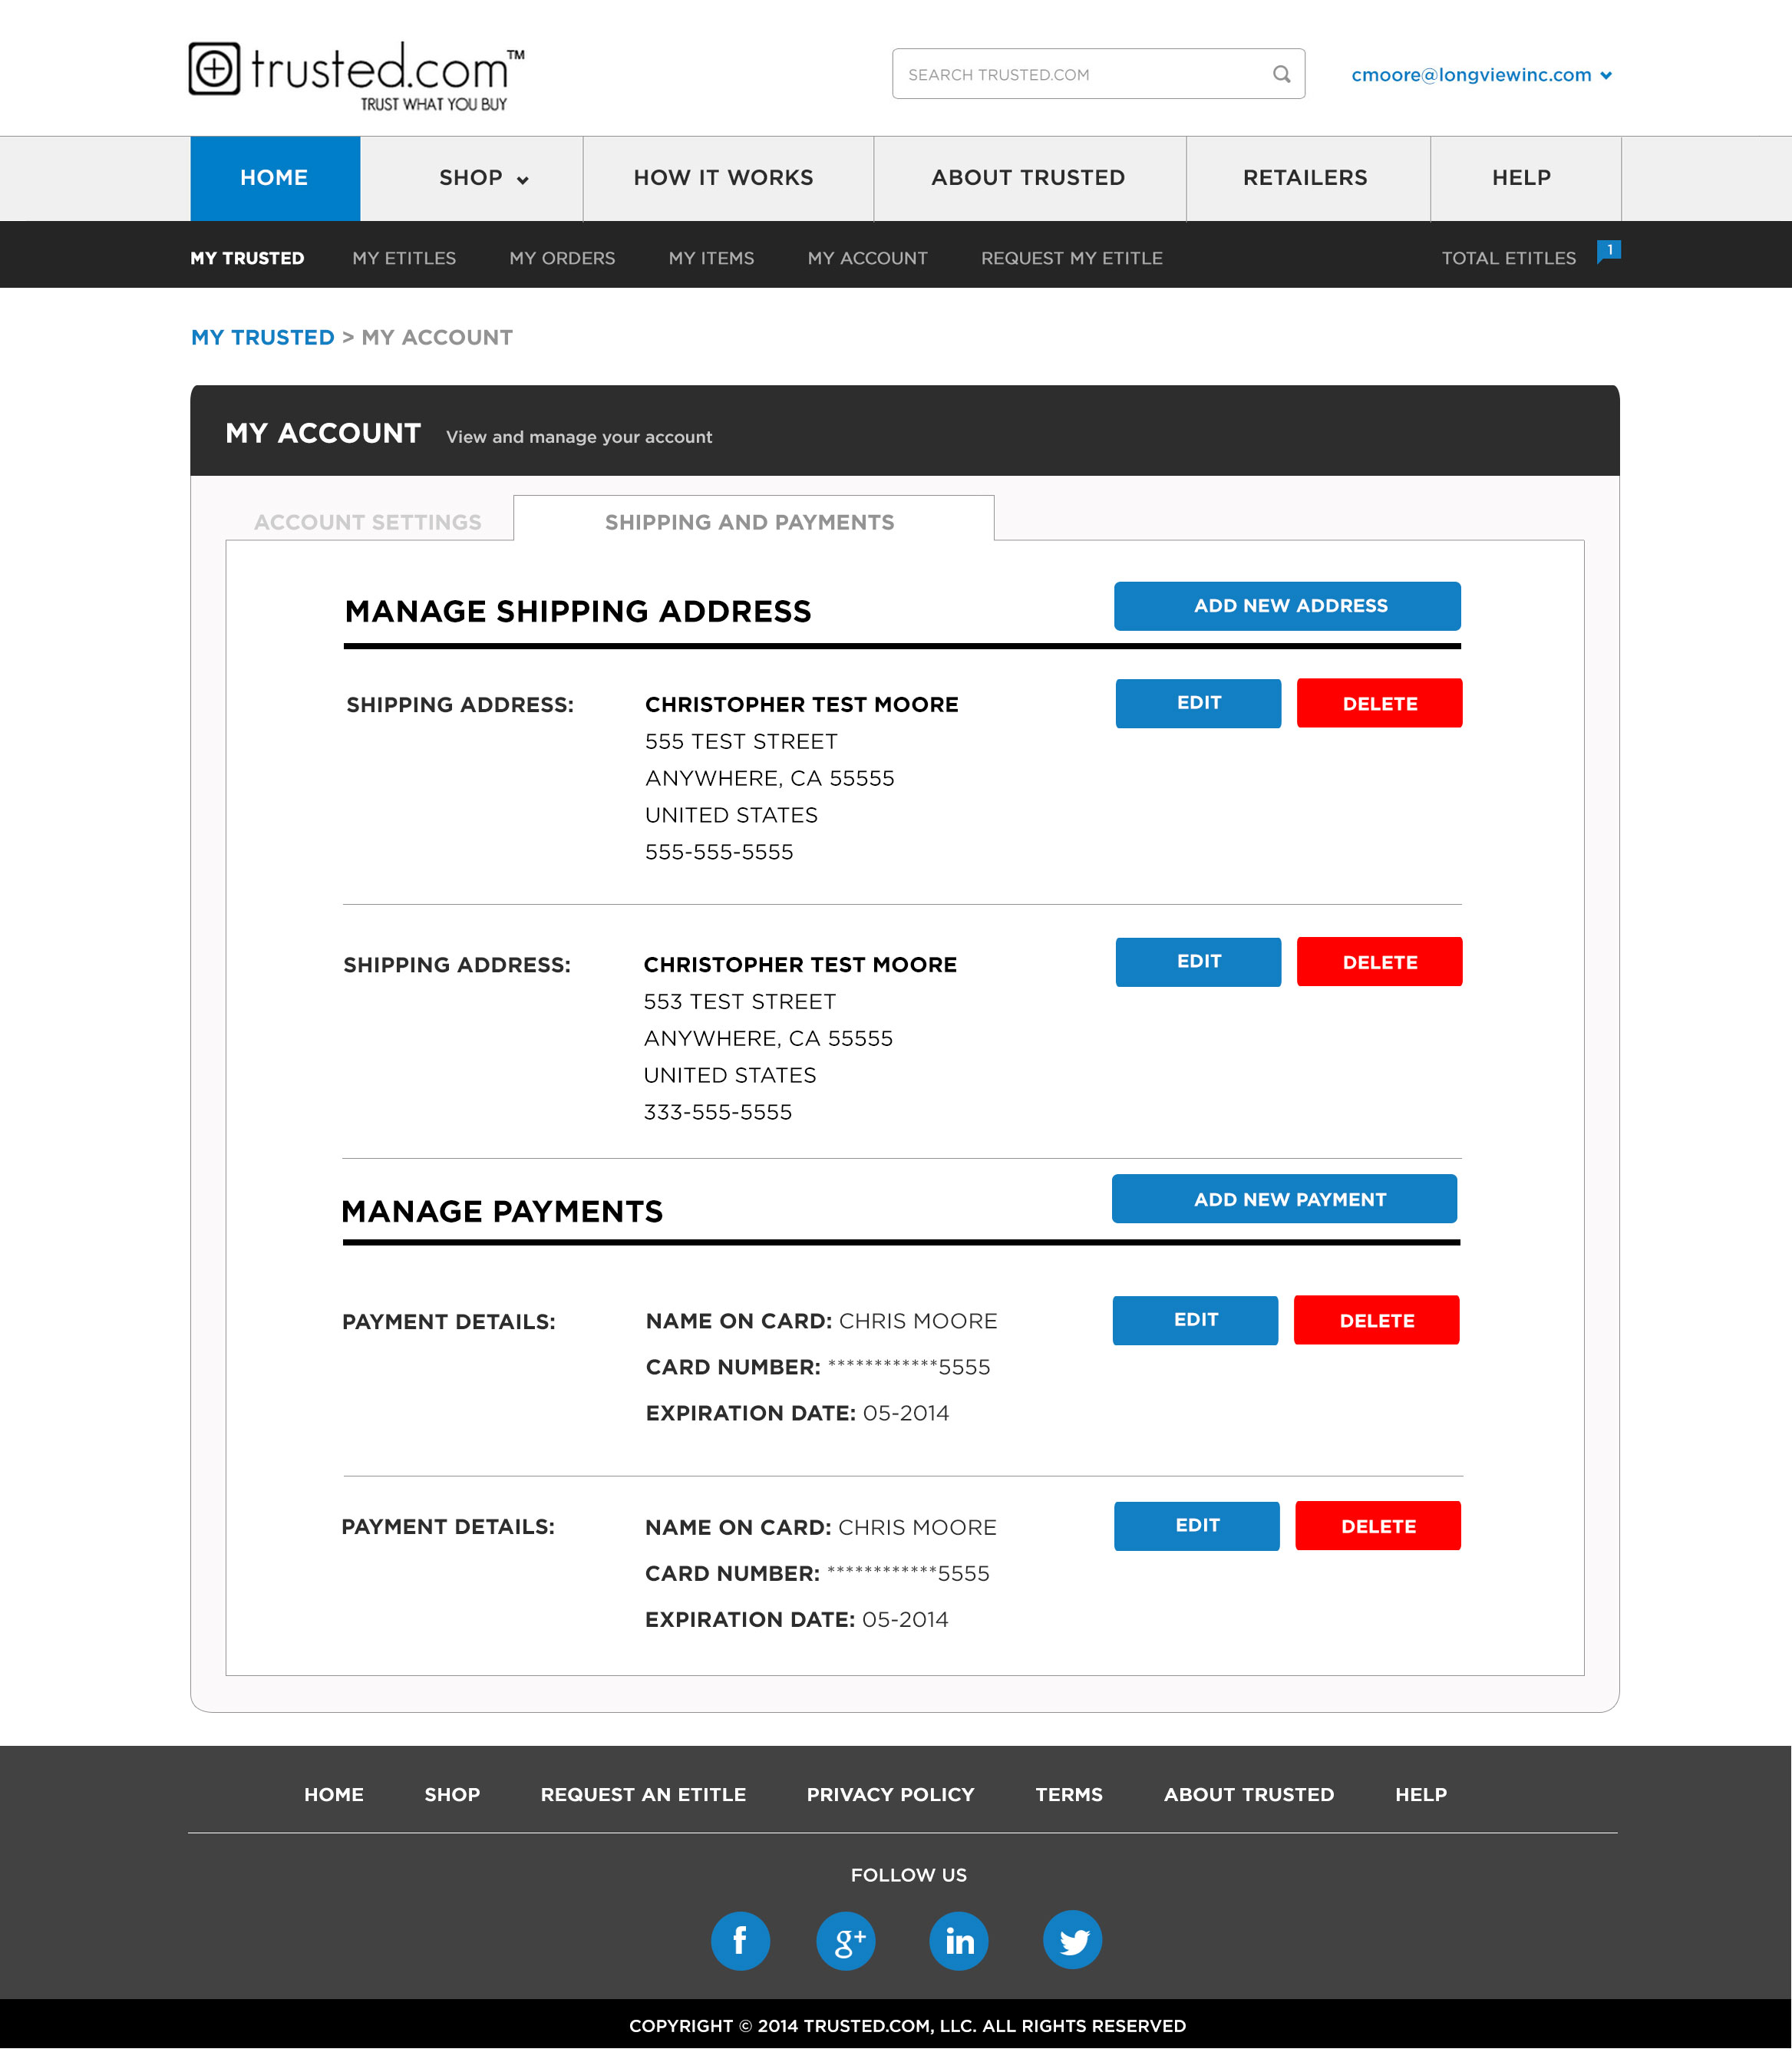 trusted.com™
TRUST WHAT YOU BUY
SEARCH TRUSTED.COM
cmoore@longviewinc.com
HOME SHOP HOW IT WORKS ABOUT TRUSTED RETAILERS HELP
MY TRUSTED MY ETITLES MY ORDERS MY ITEMS MY ACCOUNT REQUEST MY ETITLE TOTAL ETITLES 1
MY TRUSTED > MY ACCOUNT
MY ACCOUNT View and manage your account
ACCOUNT SETTINGS SHIPPING AND PAYMENTS
MANAGE SHIPPING ADDRESS ADD NEW ADDRESS
SHIPPING ADDRESS: CHRISTOPHER TEST MOORE EDIT DELETE
555 TEST STREET
ANYWHERE, CA 55555
UNITED STATES
555-555-5555
SHIPPING ADDRESS: CHRISTOPHER TEST MOORE EDIT DELETE
553 TEST STREET
ANYWHERE, CA 55555
UNITED STATES
333-555-5555
MANAGE PAYMENTS ADD NEW PAYMENT
PAYMENT DETAILS: NAME ON CARD: CHRIS MOORE EDIT DELETE
CARD NUMBER: ************5555
EXPIRATION DATE: 05-2014
PAYMENT DETAILS: NAME ON CARD: CHRIS MOORE EDIT DELETE
CARD NUMBER: ************5555
EXPIRATION DATE: 05-2014
HOME SHOP REQUEST AN ETITLE PRIVACY POLICY TERMS ABOUT TRUSTED HELP
FOLLOW US
f g+ in
COPYRIGHT © 2014 TRUSTED.COM, LLC. ALL RIGHTS RESERVED